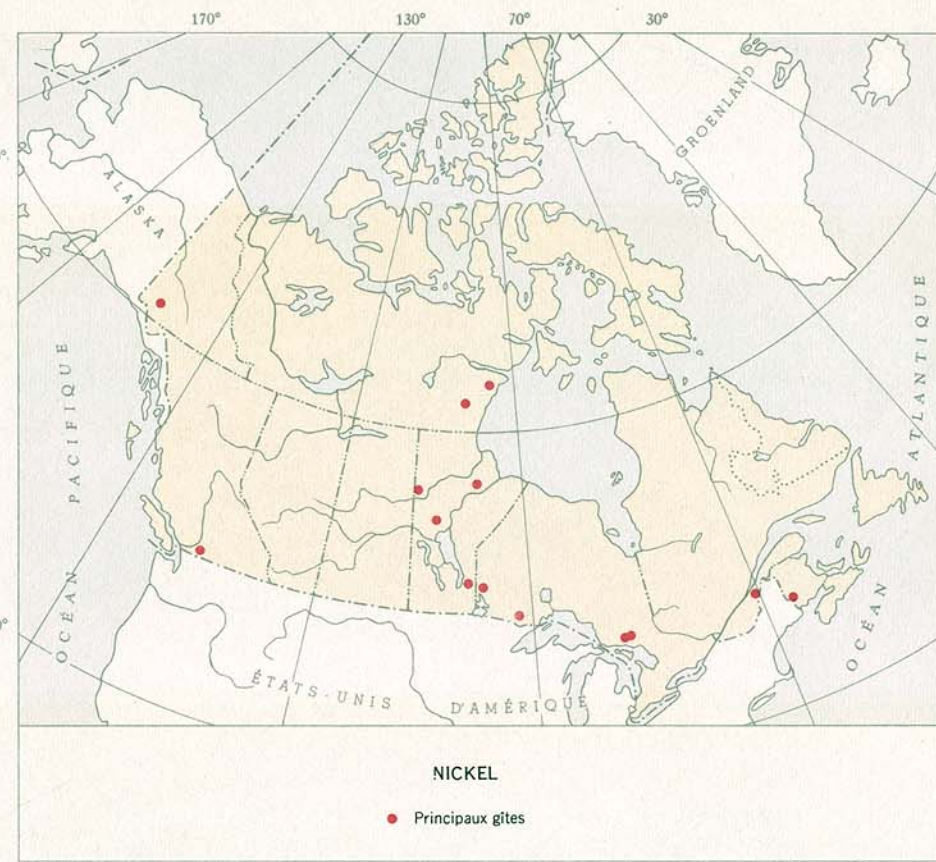 170°
130°
70°
30°
GROENLAND
ALASKA
OCÉAN PACIFIQUE
OCÉAN ATLANTIQUE
ÉTATS-UNIS D'AMÉRIQUE
NICKEL
Principaux gîtes